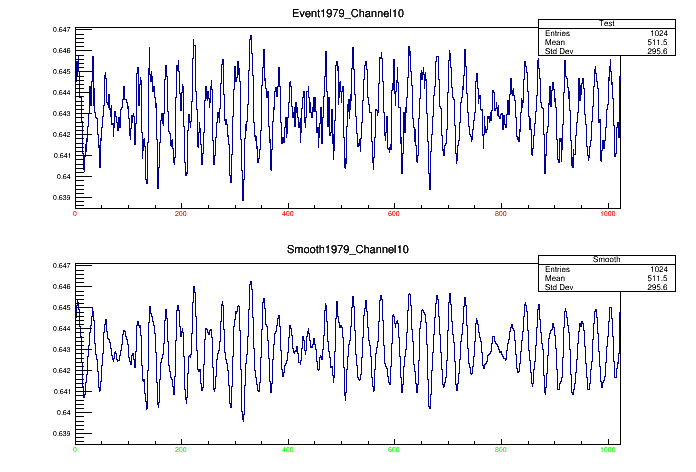 Event1979_Channel10
Test
Entries 1024
Mean 511.5
Std Dev 295.6
0.647
0.646
0.645
0.644
0.643
0.642
0.641
0.64
0.639
0 200 400 600 800 1000
Smooth1979_Channel10
Smooth
Entries 1024
Mean 511.5
Std Dev 295.6
0.647
0.646
0.645
0.644
0.643
0.642
0.641
0.64
0.639
0 200 400 600 800 1000